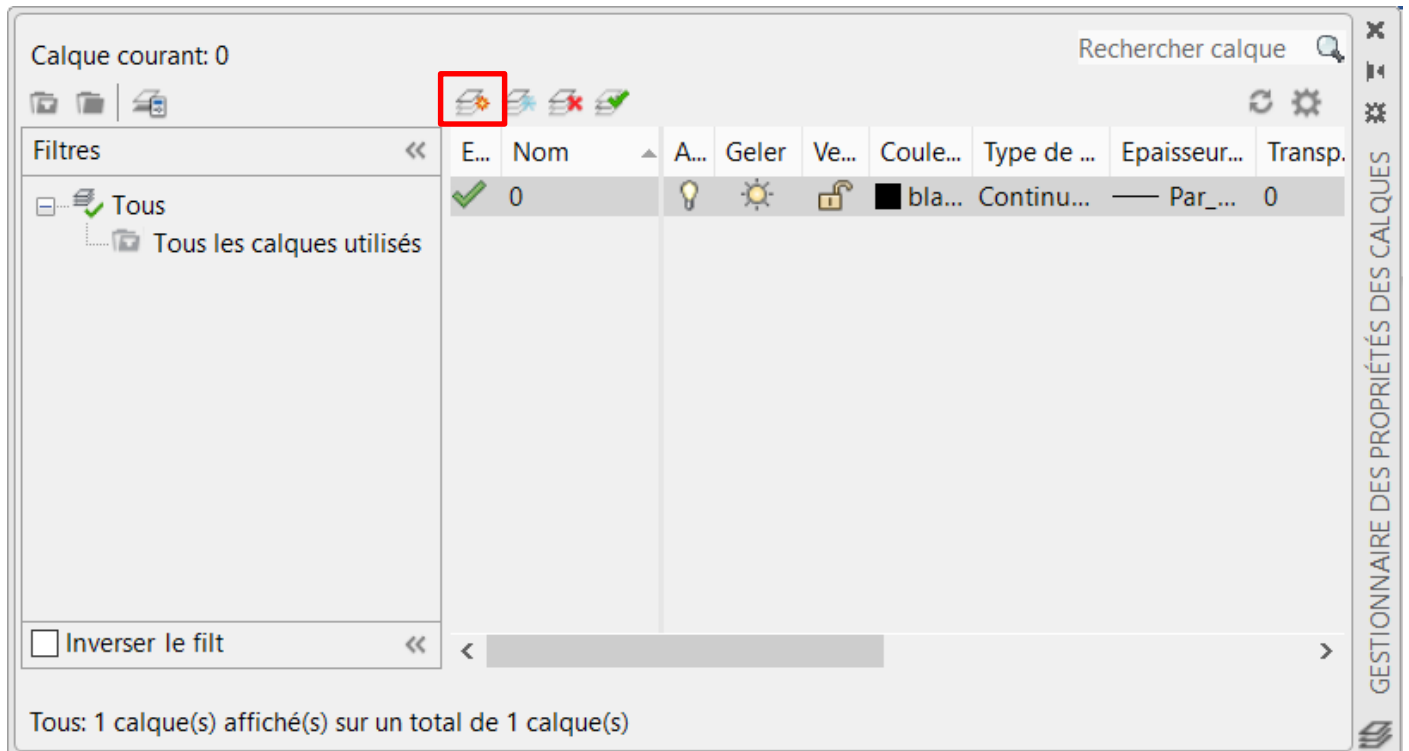 Calque courant: 0
Rechercher calque
Filtres
E... Nom A... Geler Ve... Coule... Type de ... Epaisseur... Transp.
Tous
0 bla... Continu... Par_... 0
Tous les calques utilisés
Inverser le filt
Tous: 1 calque(s) affiché(s) sur un total de 1 calque(s)
GESTIONNAIRE DES PROPRIÉTÉS DES CALQUES